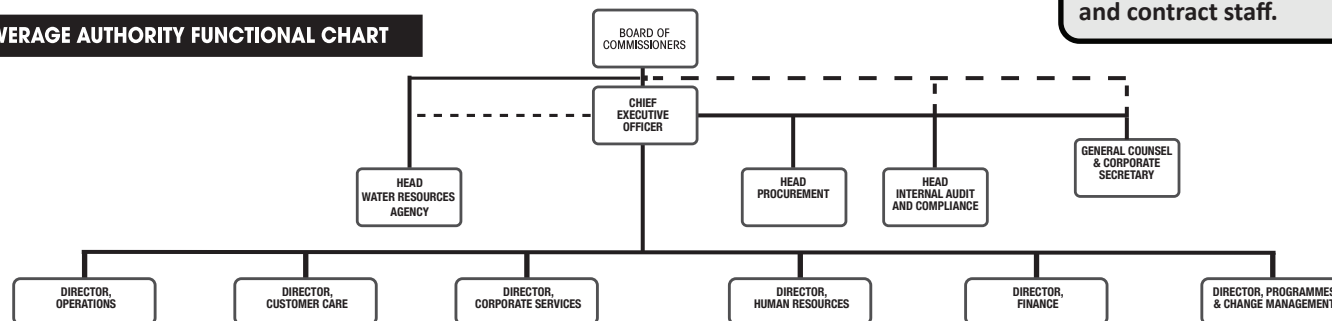 and contract staff.
AUTHORITY FUNCTIONAL CHART
BOARD OF
COMMISSIONERS
CHIEF
EXECUTIVE
OFFICER
HEAD
WATER RESOURCES
AGENCY
HEAD
PROCUREMENT
HEAD
INTERNAL AUDIT
AND COMPLIANCE
GENERAL COUNSEL
& CORPORATE
SECRETARY
DIRECTOR,
OPERATIONS
DIRECTOR,
CUSTOMER CARE
DIRECTOR,
CORPORATE SERVICES
DIRECTOR,
HUMAN RESOURCES
DIRECTOR,
FINANCE
DIRECTOR, PROGRAMMES
& CHANGE MANAGEMENT